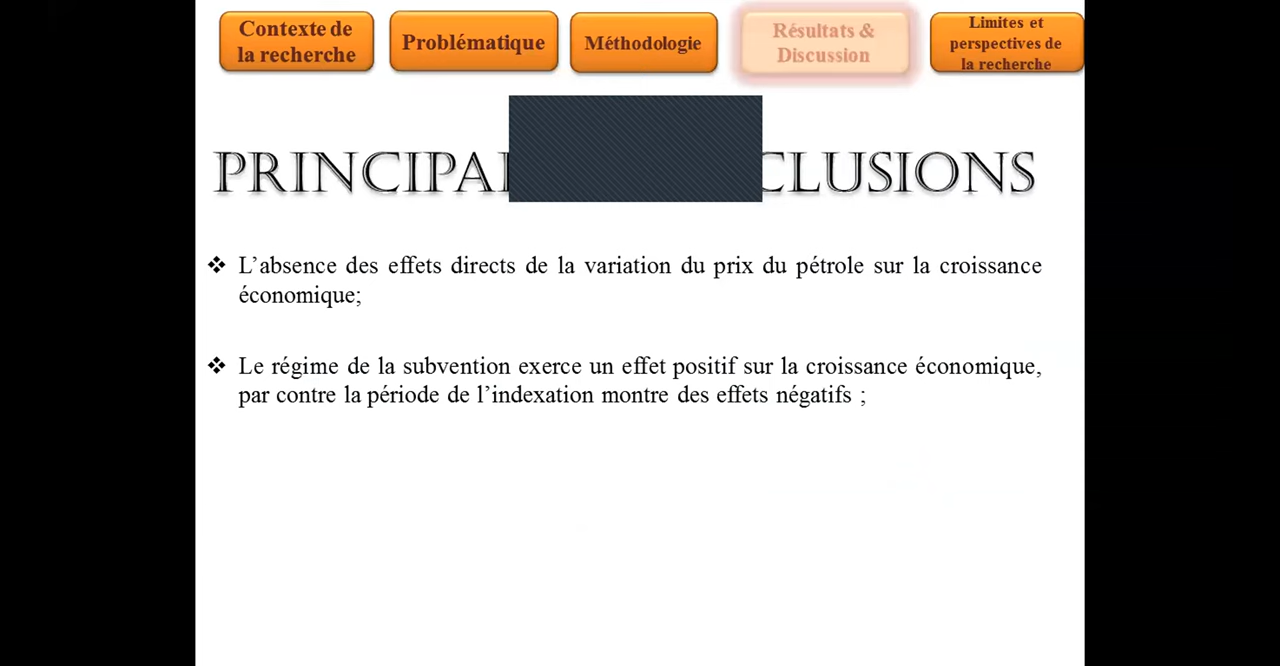 Contexte de
la recherche
Problématique
Méthodologie
Résultats &
Discussion
Limites et
perspectives de
la recherche
L’absence des effets directs de la variation du prix du pétrole sur la croissance
économique;
Le régime de la subvention exerce un effet positif sur la croissance économique,
par contre la période de l’indexation montre des effets négatifs ;